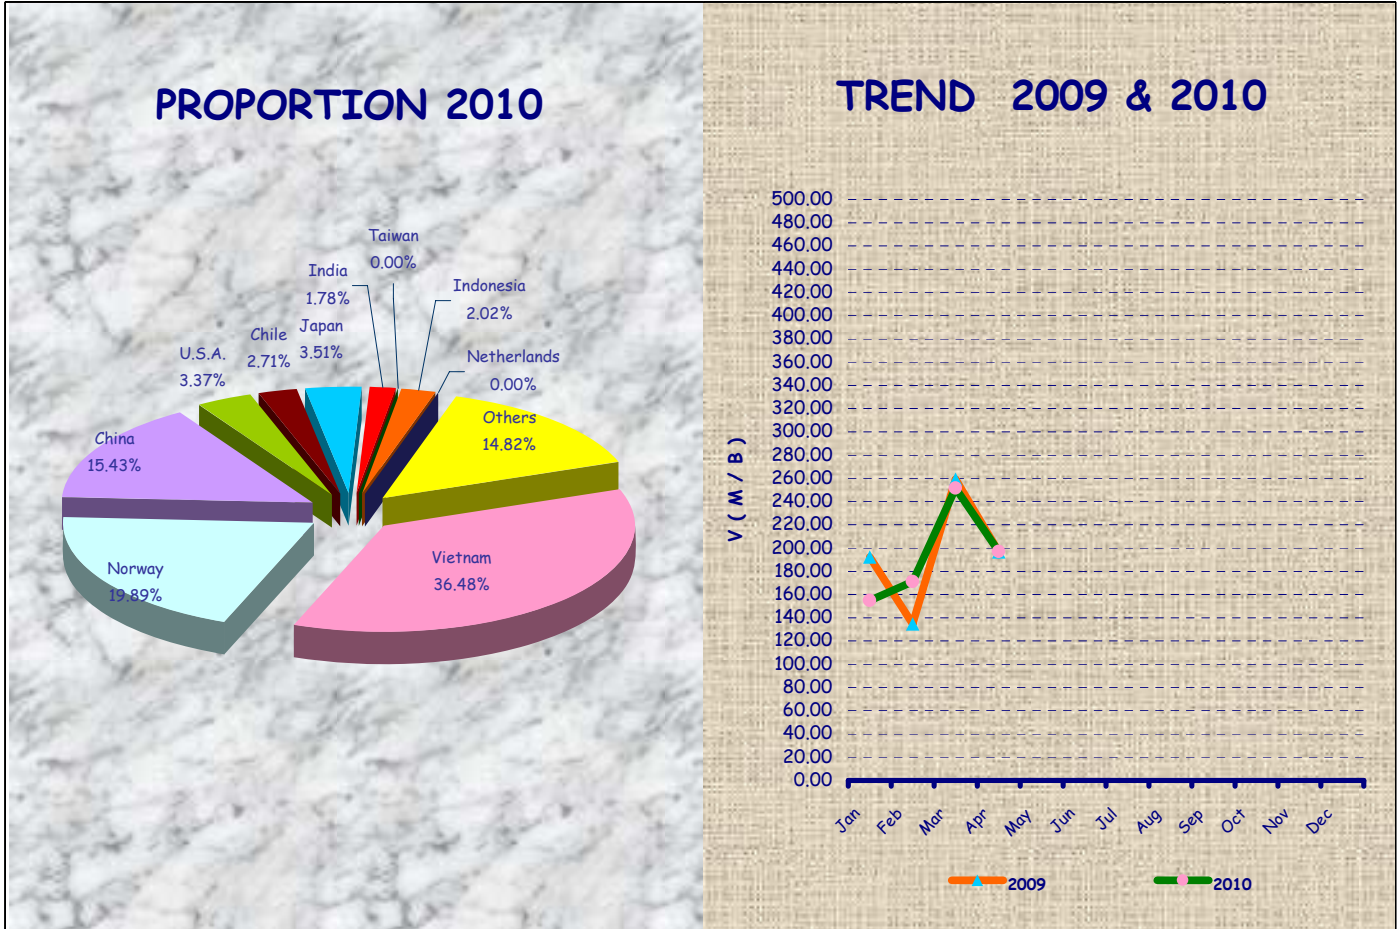 PROPORTION 2010
Taiwan
0.00%
India
1.78%
Indonesia
2.02%
Chile
2.71%
Japan
3.51%
U.S.A.
3.37%
Netherlands
0.00%
Others
14.82%
China
15.43%
Vietnam
36.48%
Norway
19.89%
TREND 2009 & 2010
V ( M / B )
500.00
480.00
460.00
440.00
420.00
400.00
380.00
360.00
340.00
320.00
300.00
280.00
260.00
240.00
220.00
200.00
180.00
160.00
140.00
120.00
100.00
80.00
60.00
40.00
20.00
0.00
Jan Feb Mar Apr May Jun Jul Aug Sep Oct Nov Dec
2009 2010